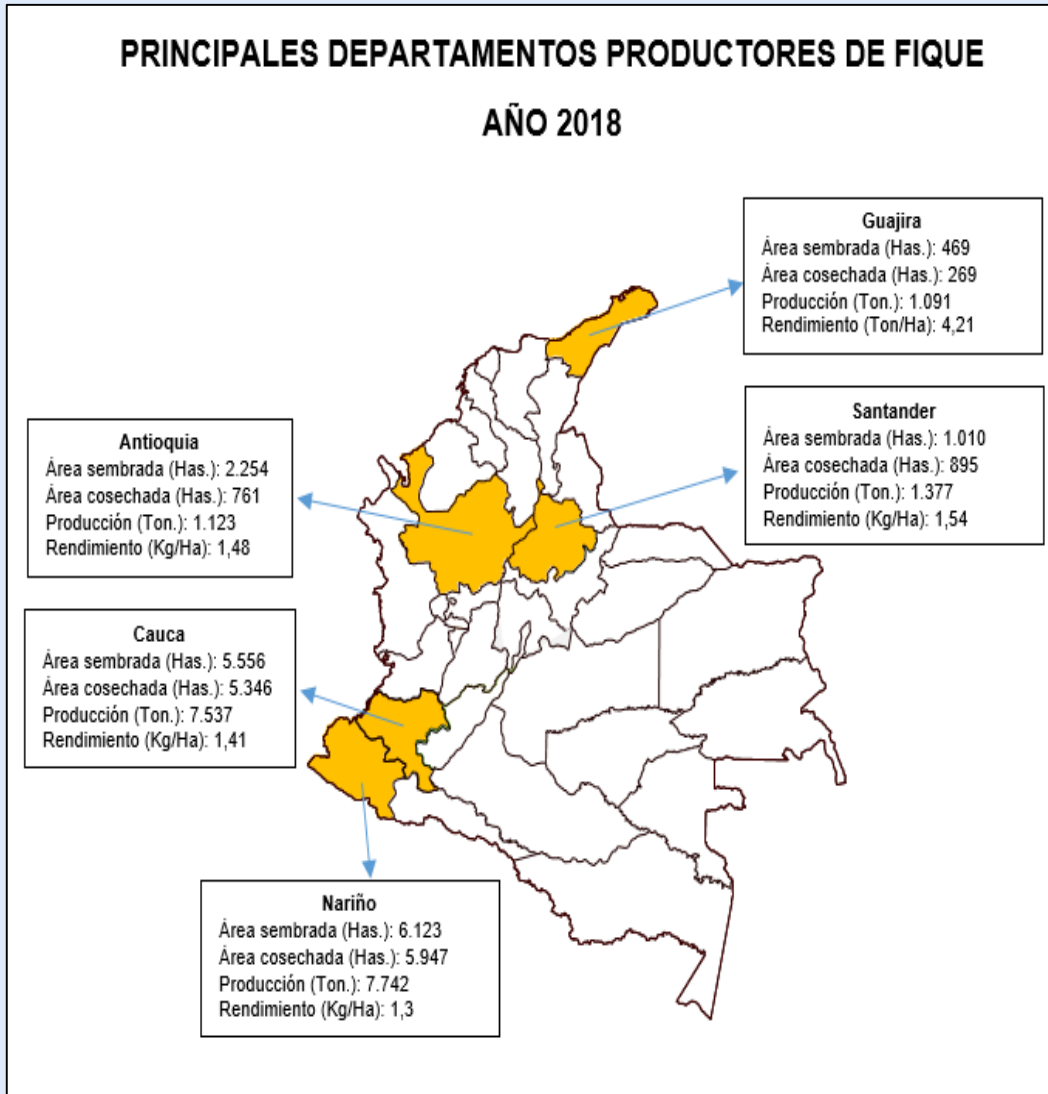 PRINCIPALES DEPARTAMENTOS PRODUCTORES DE FIQUE
AÑO 2018
Guajira
Área sembrada (Has.): 469
Área cosechada (Has.): 269
Producción (Ton.): 1.091
Rendimiento (Ton/Ha): 4,21
Santander
Área sembrada (Has.): 1.010
Área cosechada (Has.): 895
Producción (Ton.): 1.377
Rendimiento (Kg/Ha): 1,54
Antioquia
Área sembrada (Has.): 2.254
Área cosechada (Has.): 761
Producción (Ton.): 1.123
Rendimiento (Kg/Ha): 1,48
Cauca
Área sembrada (Has.): 5.556
Área cosechada (Has.): 5.346
Producción (Ton.): 7.537
Rendimiento (Kg/Ha): 1,41
Nariño
Área sembrada (Has.): 6.123
Área cosechada (Has.): 5.947
Producción (Ton.): 7.742
Rendimiento (Kg/Ha): 1,3